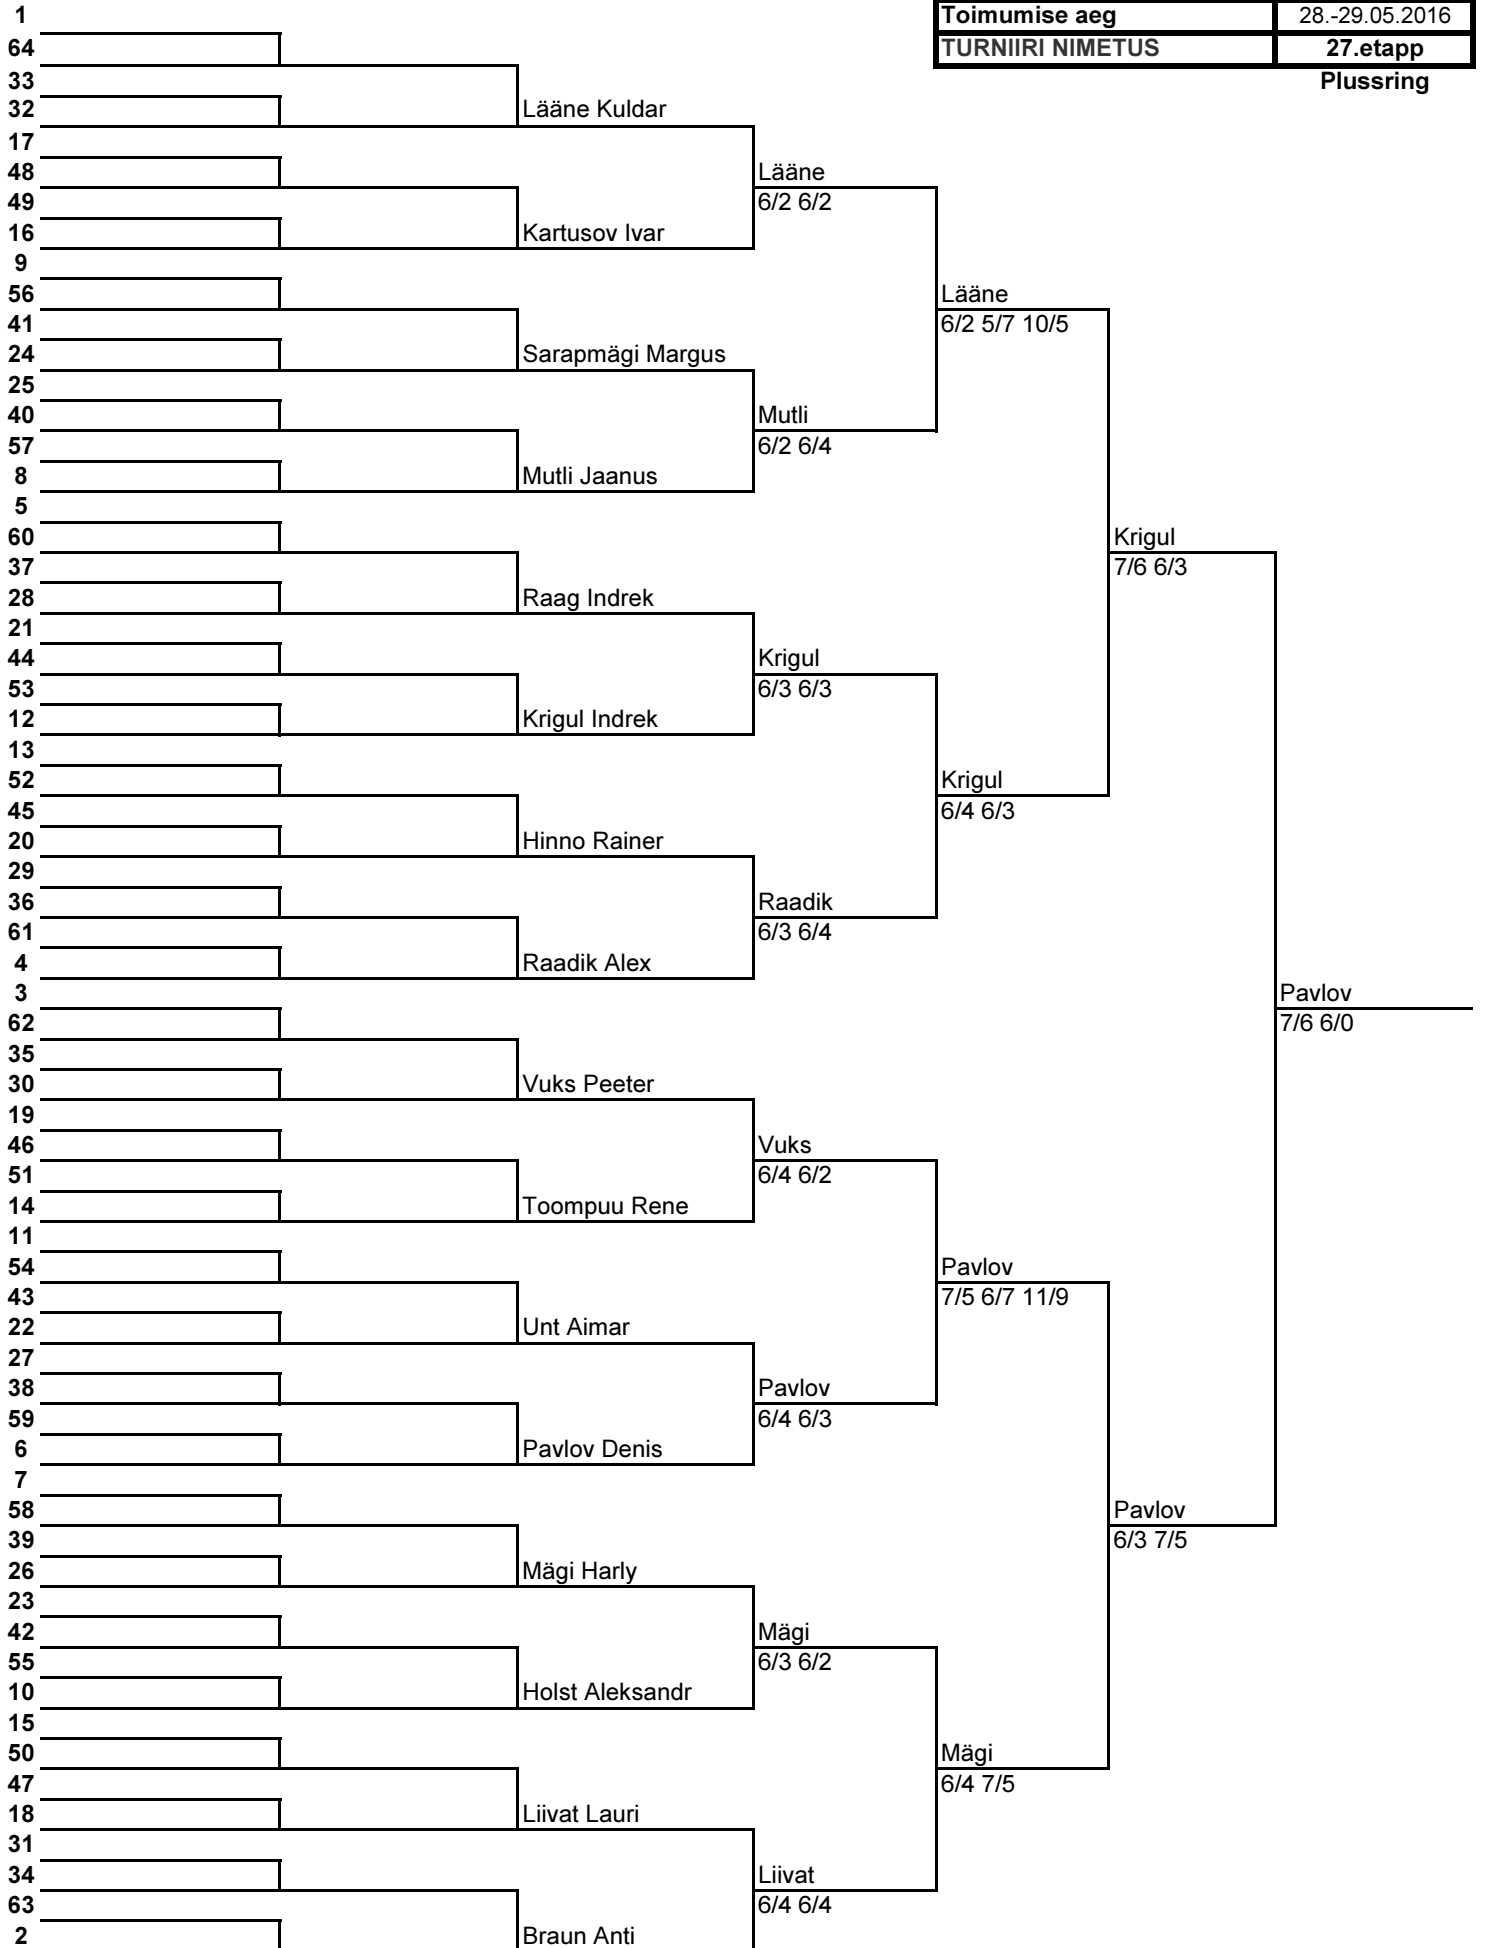 1
Toimumise aeg 28.-29.05.2016
64
TURNIIRI NIMETUS 27.etapp
33
Plussring
32
Lääne Kuldar
17
48
Lääne
49
6/2 6/2
16
Kartusov Ivar
9
56
Lääne
41
6/2 5/7 10/5
24
Sarapmägi Margus
25
40
Mutli
57
6/2 6/4
8
Mutli Jaanus
5
60
Krigul
37
7/6 6/3
28
Raag Indrek
21
44
Krigul
53
6/3 6/3
12
Krigul Indrek
13
52
Krigul
45
6/4 6/3
20
Hinno Rainer
29
36
Raadik
61
6/3 6/4
4
Raadik Alex
3
Pavlov
62
7/6 6/0
35
30
Vuks Peeter
19
46
Vuks
51
6/4 6/2
14
Toompuu Rene
11
54
Pavlov
43
7/5 6/7 11/9
22
Unt Aimar
27
38
Pavlov
59
6/4 6/3
6
Pavlov Denis
7
58
Pavlov
39
6/3 7/5
26
Mägi Harly
23
42
Mägi
55
6/3 6/2
10
Holst Aleksandr
15
50
Mägi
47
6/4 7/5
18
Liivat Lauri
31
34
Liivat
63
6/4 6/4
2
Braun Anti